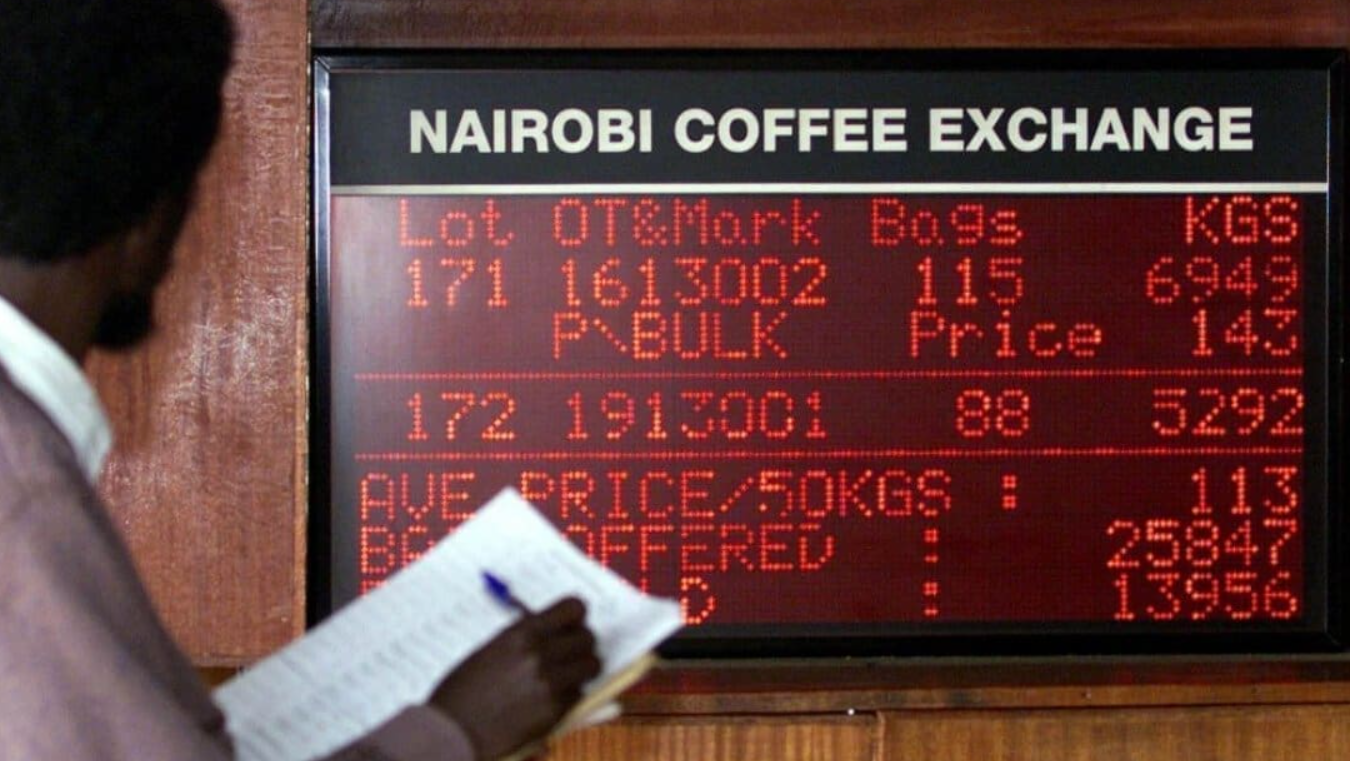 NAIROBI COFFEE EXCHANGE
Lot OT&Mark Bags KGS
171 1613002 115 6949
P\BULK Price 143
172 1913001 88 5292
AVE PRICE/50KGS : 113
OFFERED : 25847
: 13956